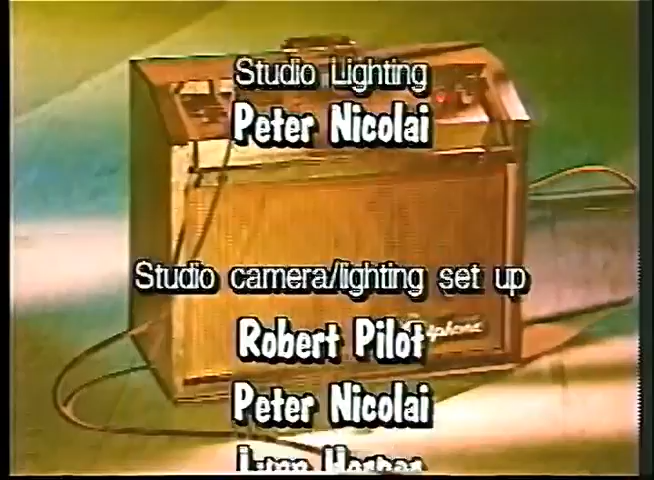 Studio Lighting
Peter Nicolai
Studio camera/lighting set up
Robert Pilot
Peter Nicolai